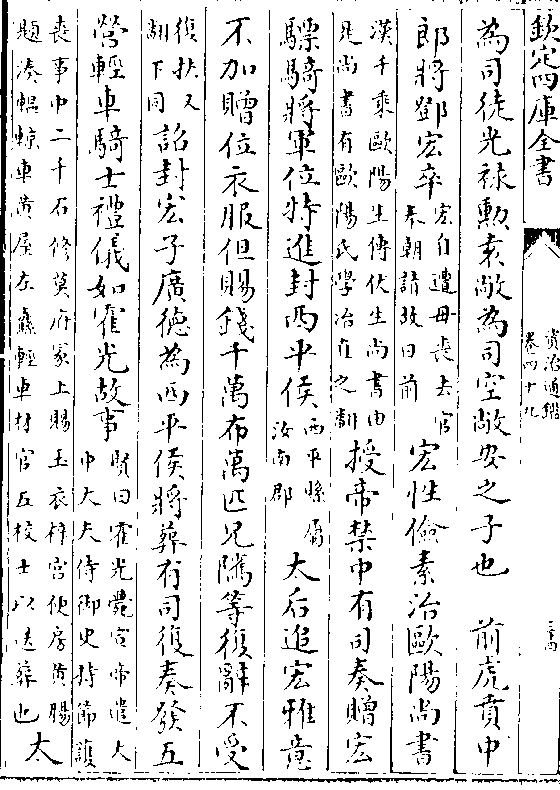 欽定四庫全書
資治通鑑
卷四十九
為司徒光祿勳袁敞為司空敞安之子也 前虎賁中
郎將鄧宏卒宏自遭母喪去官
奉朝請故曰前宏性儉素治歐陽尚書
漢千乘歐陽生傳伏生尚書由
是尚書有歐陽氏學治直之翻授帝禁中有司奏贈宏
驃騎將軍位特進封西平侯西平縣屬
汝南郡太后追宏雅意
不加贈位衣服但賜錢千萬布萬匹兄隲等復辭不受
復扶又
翻下同詔封宏子廣德為西平侯將葬有司復奏發五
營輕車騎士禮儀如霍光故事賢曰霍光薨宣帝遣大
中大夫侍御史持節護
喪事中二千石修莫府冢上賜玉衣梓宮便房黄腸
題湊轀輬車黄屋左纛輕車材官五校士以送葬也太